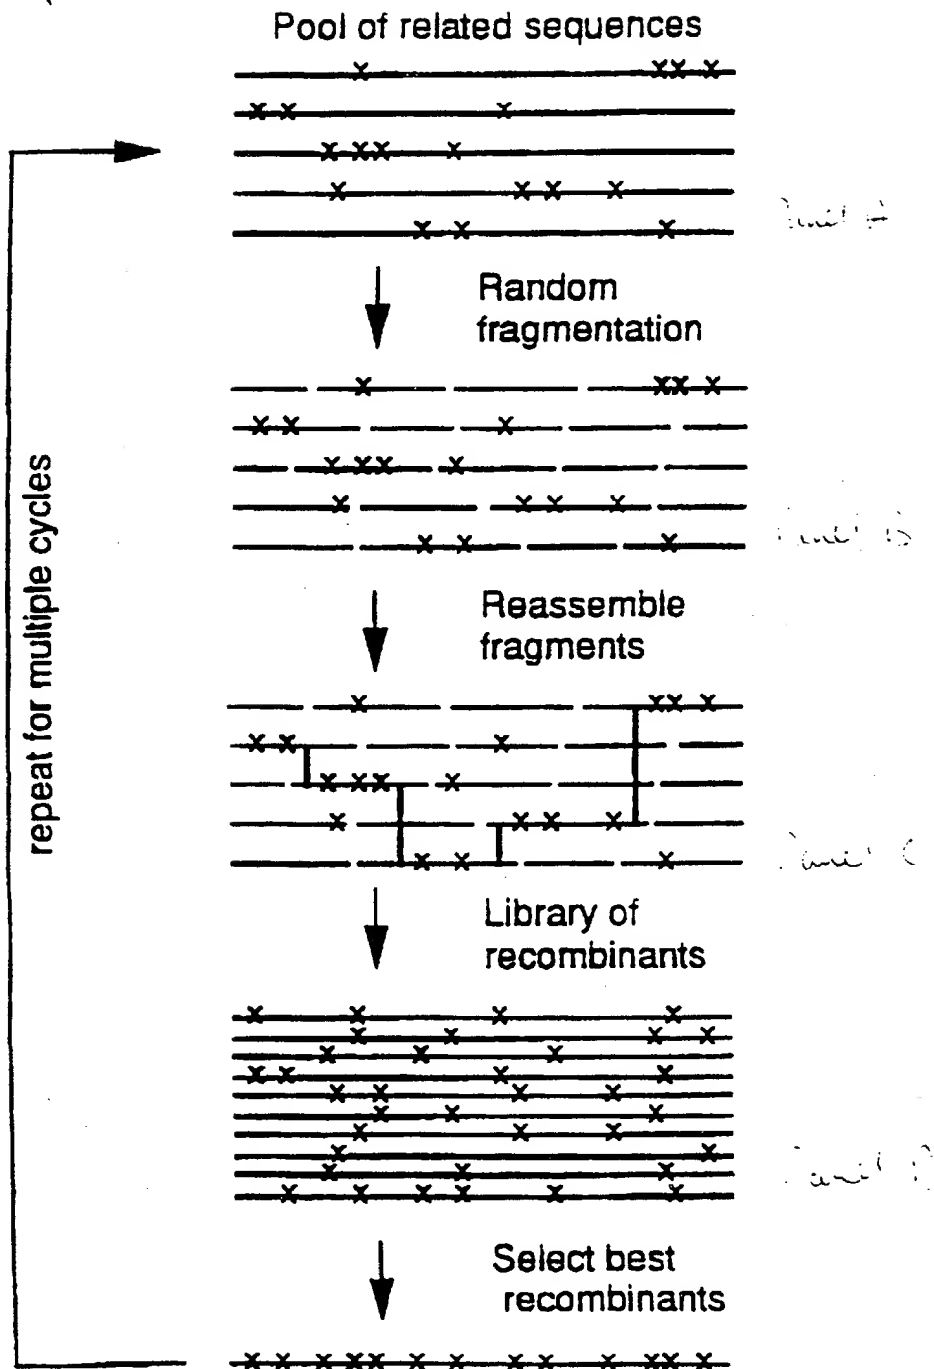 Pool of related sequences
Random
fragmentation
Reassemble
fragments
repeat for multiple cycles
Library of
recombinants
Select best
recombinants